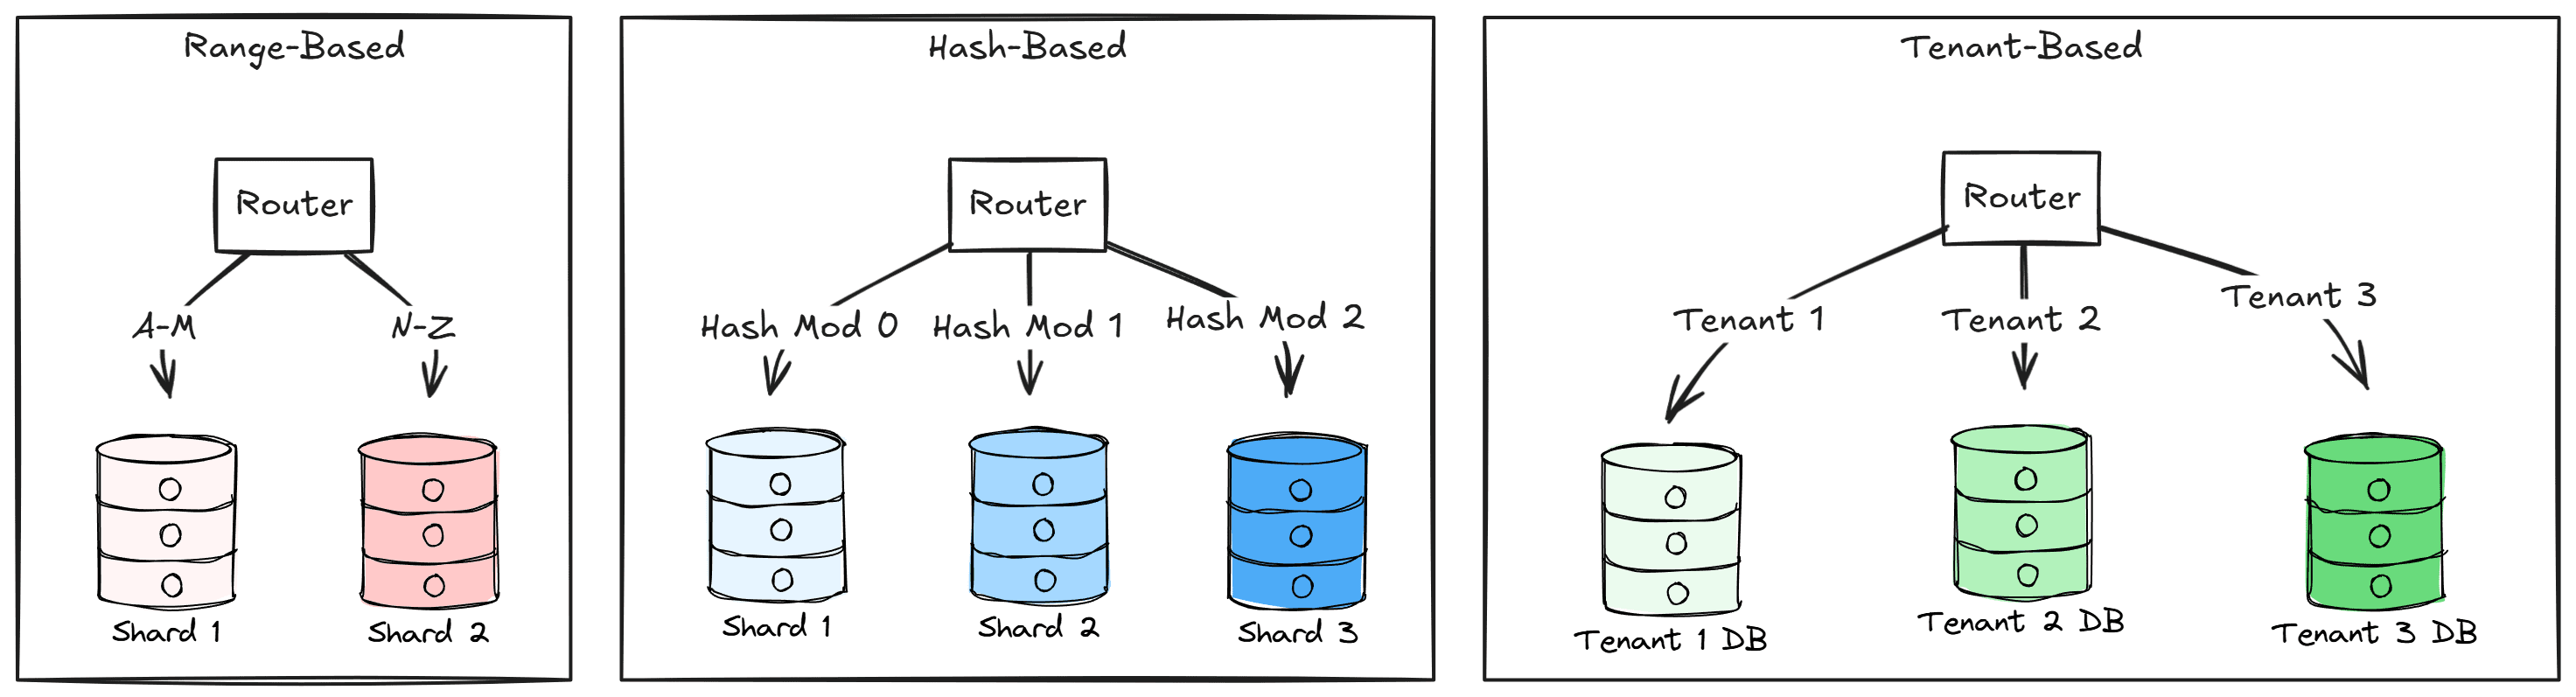 Range-Based
Router
A-M
N-Z
Shard 1
Shard 2
Hash-Based
Router
Hash Mod 0
Hash Mod 1
Hash Mod 2
Shard 1
Shard 2
Shard 3
Tenant-Based
Router
Tenant 1
Tenant 2
Tenant 3
Tenant 1 DB
Tenant 2 DB
Tenant 3 DB